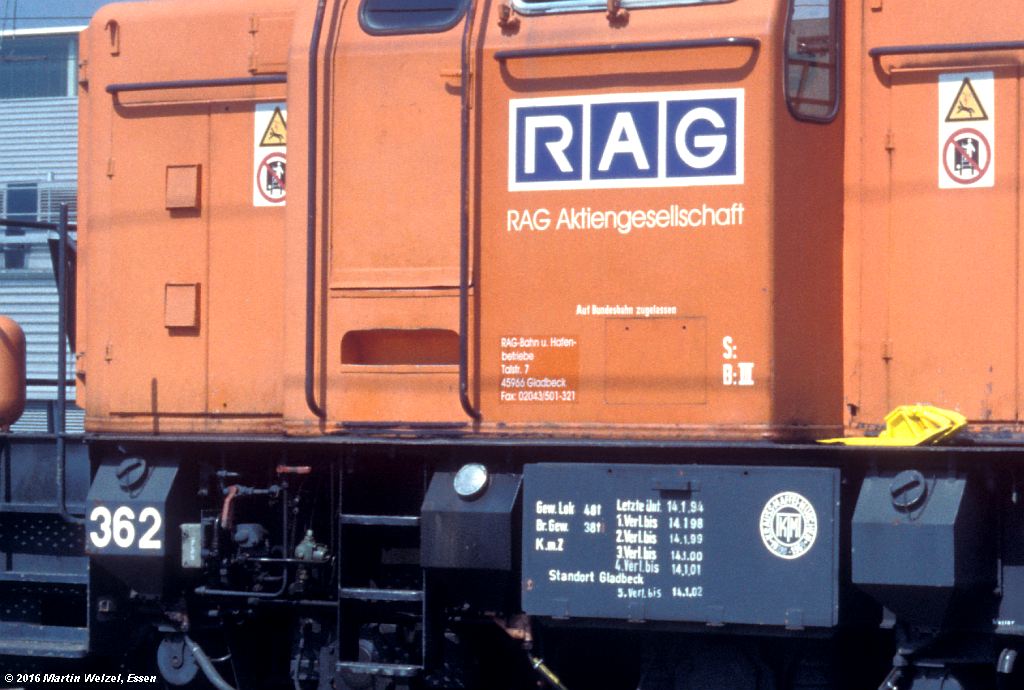 RAG
RAG Aktiengesellschaft
Auf Bundesbahn zugelassen
RAG-Bahn u. Hafen-
betriebe
Talstr. 7
45966 Gladbeck
Fax: 02043/501-321
S:
B: III
362
Gew. Lok 48t
Br. Gew. 38t
K.m.Z
Letzte Unt. 14.1.94
1. Verl. bis 14.1.98
2. Verl. bis 14.1.99
3. Verl. bis 14.1.00
4. Verl. bis 14.1.01
Standort Gladbeck
5. Verl. bis 14.1.02
KM
© 2016 Martin Welzel, Essen